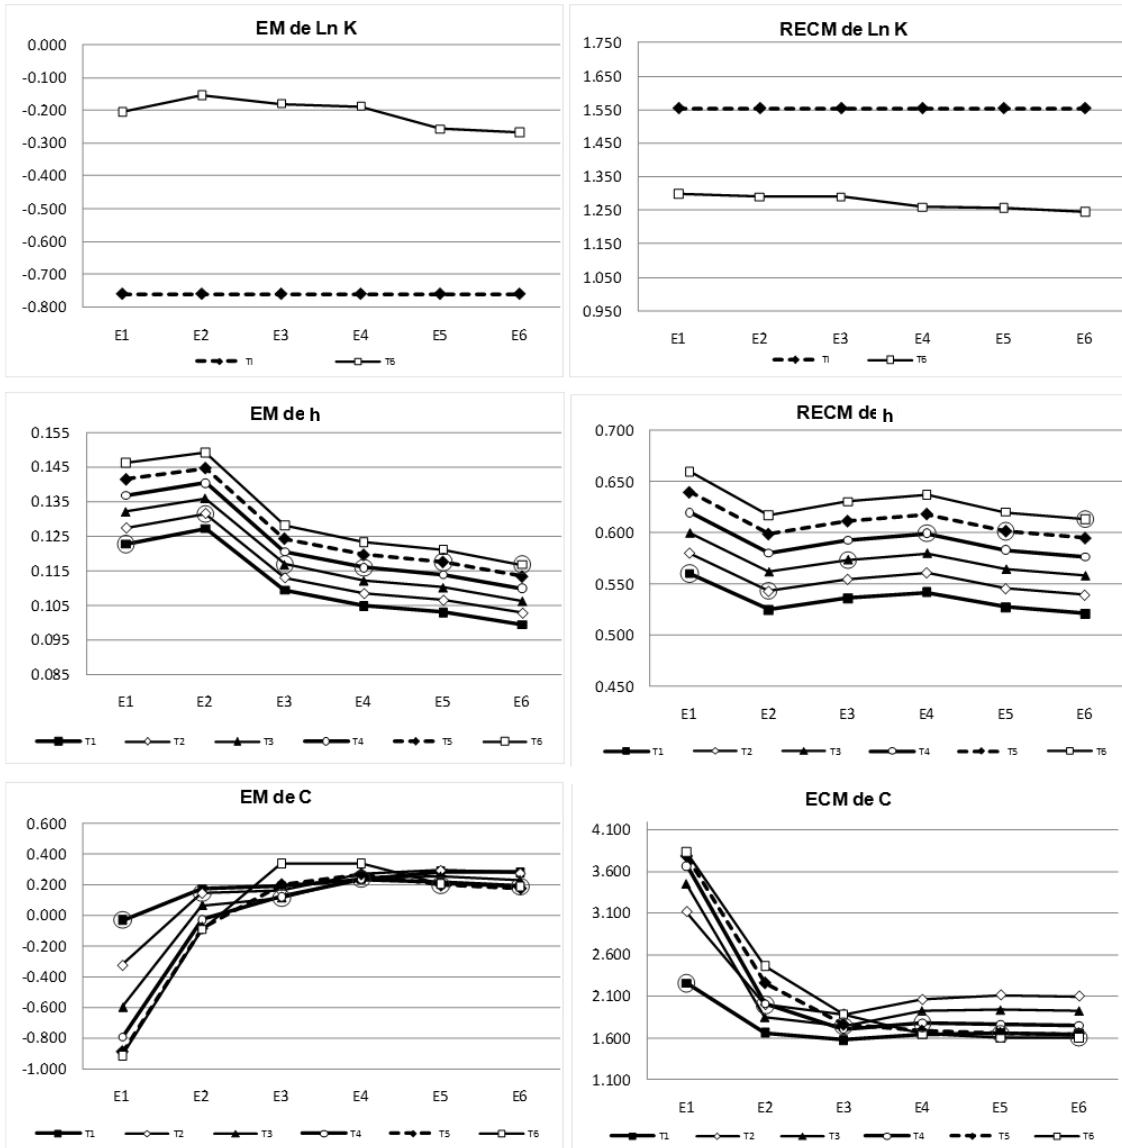 EM de Ln K
0.000
-0.100
-0.200
-0.300
-0.400
-0.500
-0.600
-0.700
-0.800
E1 E2 E3 E4 E5 E6
TI T6
RECM de Ln K
1.750
1.650
1.550
1.450
1.350
1.250
1.150
1.050
0.950
E1 E2 E3 E4 E5 E6
TI T6
EM de h
0.155
0.145
0.135
0.125
0.115
0.105
0.095
0.085
E1 E2 E3 E4 E5 E6
T1 T2 T3 T4 T5 T6
RECM de h
0.700
0.650
0.600
0.550
0.500
0.450
E1 E2 E3 E4 E5 E6
T1 T2 T3 T4 T5 T6
EM de C
0.600
0.400
0.200
0.000
-0.200
-0.400
-0.600
-0.800
-1.000
E1 E2 E3 E4 E5 E6
T1 T2 T3 T4 T5 T6
ECM de C
4.100
3.600
3.100
2.600
2.100
1.600
1.100
E1 E2 E3 E4 E5 E6
T1 T2 T3 T4 T5 T6